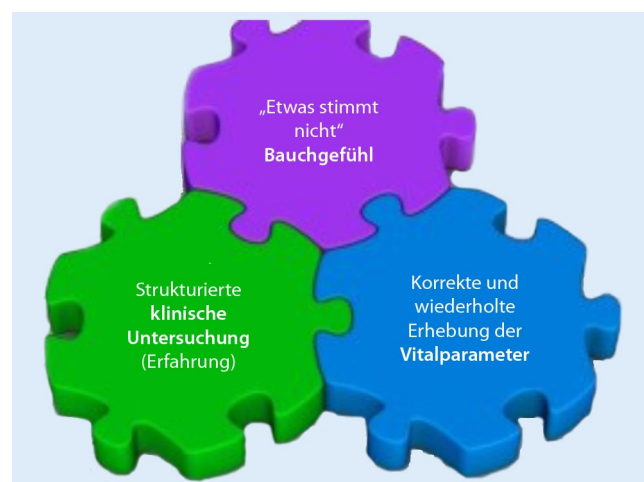 „Etwas stimmt
nicht“
Bauchgefühl
Strukturierte
klinische
Untersuchung
(Erfahrung)
Korrekte und
wiederholte
Erhebung der
Vitalparameter